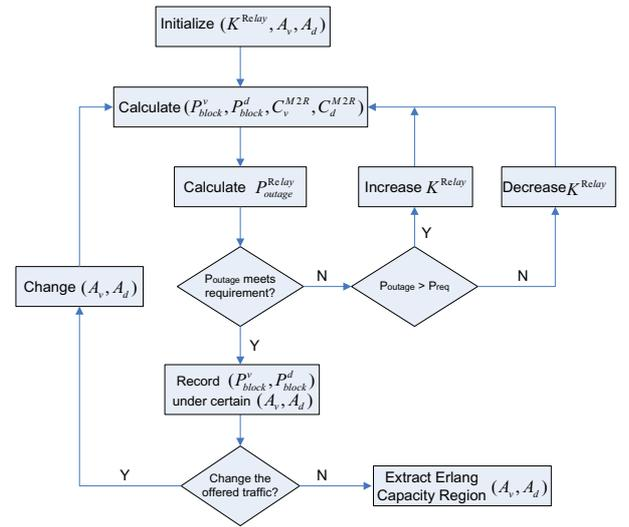 Initialize (K^Relay, A_v, A_d)
Calculate (P^v_block, P^d_block, C^M2R_v, C^M2R_d)
Calculate P^Relay_outage
Increase K^Relay
Decrease K^Relay
Y
Change (A_v, A_d)
Poutage meets
requirement?
N
Poutage > Preq
N
Y
Record (P^v_block, P^d_block)
under certain (A_v, A_d)
Y
Change the
offered traffic?
N
Extract Erlang
Capacity Region (A_v, A_d)